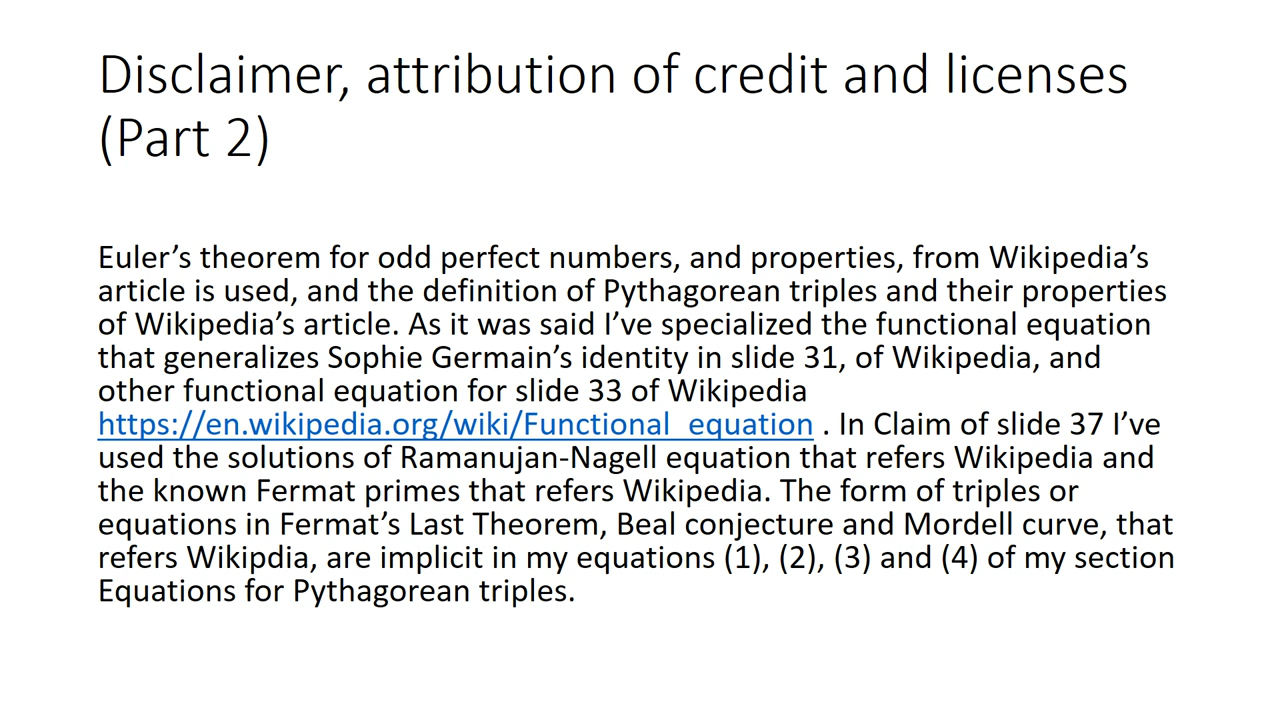 Disclaimer, attribution of credit and licenses
(Part 2)
Euler’s theorem for odd perfect numbers, and properties, from Wikipedia’s
article is used, and the definition of Pythagorean triples and their properties
of Wikipedia’s article. As it was said I’ve specialized the functional equation
that generalizes Sophie Germain’s identity in slide 31, of Wikipedia, and
other functional equation for slide 33 of Wikipedia
https://en.wikipedia.org/wiki/Functional_equation . In Claim of slide 37 I’ve
used the solutions of Ramanujan-Nagell equation that refers Wikipedia and
the known Fermat primes that refers Wikipedia. The form of triples or
equations in Fermat’s Last Theorem, Beal conjecture and Mordell curve, that
refers Wikipdia, are implicit in my equations (1), (2), (3) and (4) of my section
Equations for Pythagorean triples.